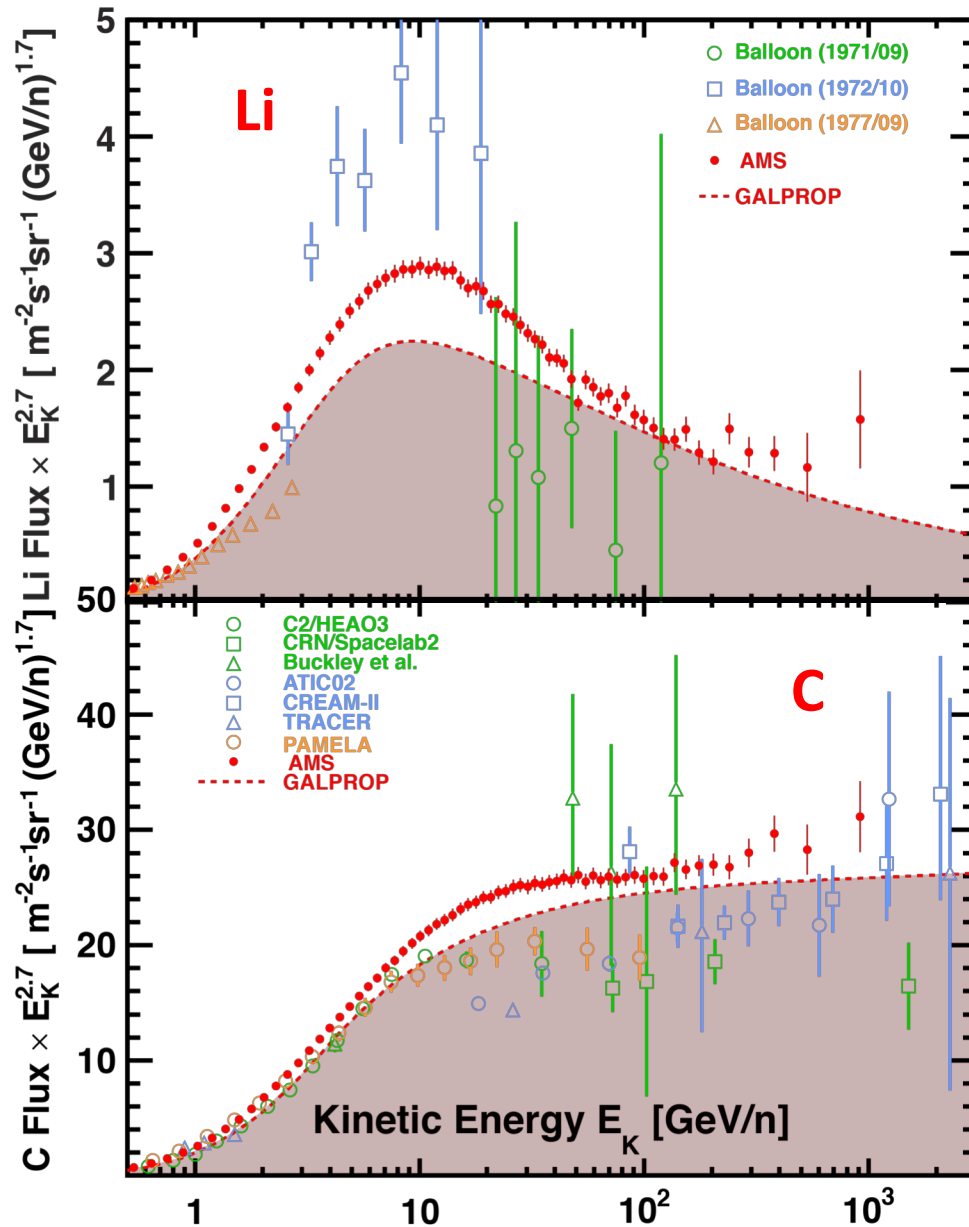 Li Flux × E_K^2.7 [ m^-2s^-1sr^-1 (GeV/n)^1.7]
5
4
3
2
1
Li
Balloon (1971/09)
Balloon (1972/10)
Balloon (1977/09)
AMS
GALPROP
C Flux × E_K^2.7 [ m^-2s^-1sr^-1 (GeV/n)^1.7]
50
40
30
20
10
C2/HEAO3
CRN/Spacelab2
Buckley et al.
ATIC02
CREAM-II
TRACER
PAMELA
AMS
GALPROP
C
Kinetic Energy E_K [GeV/n]
1 10 10^2 10^3